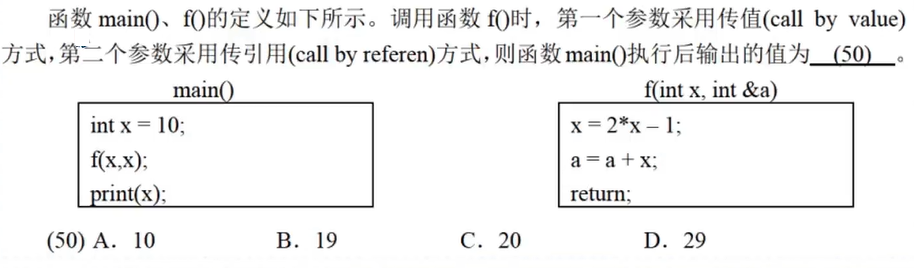 函数 main()、f()的定义如下所示。调用函数 f()时，第一个参数采用传值(call by value)
方式，第二个参数采用传引用(call by referen)方式，则函数 main()执行后输出的值为 (50) 。
main()
int x = 10;
f(x,x);
print(x);
f(int x, int &a)
x = 2*x – 1;
a = a + x;
return;
(50) A．10 B．19 C．20 D．29